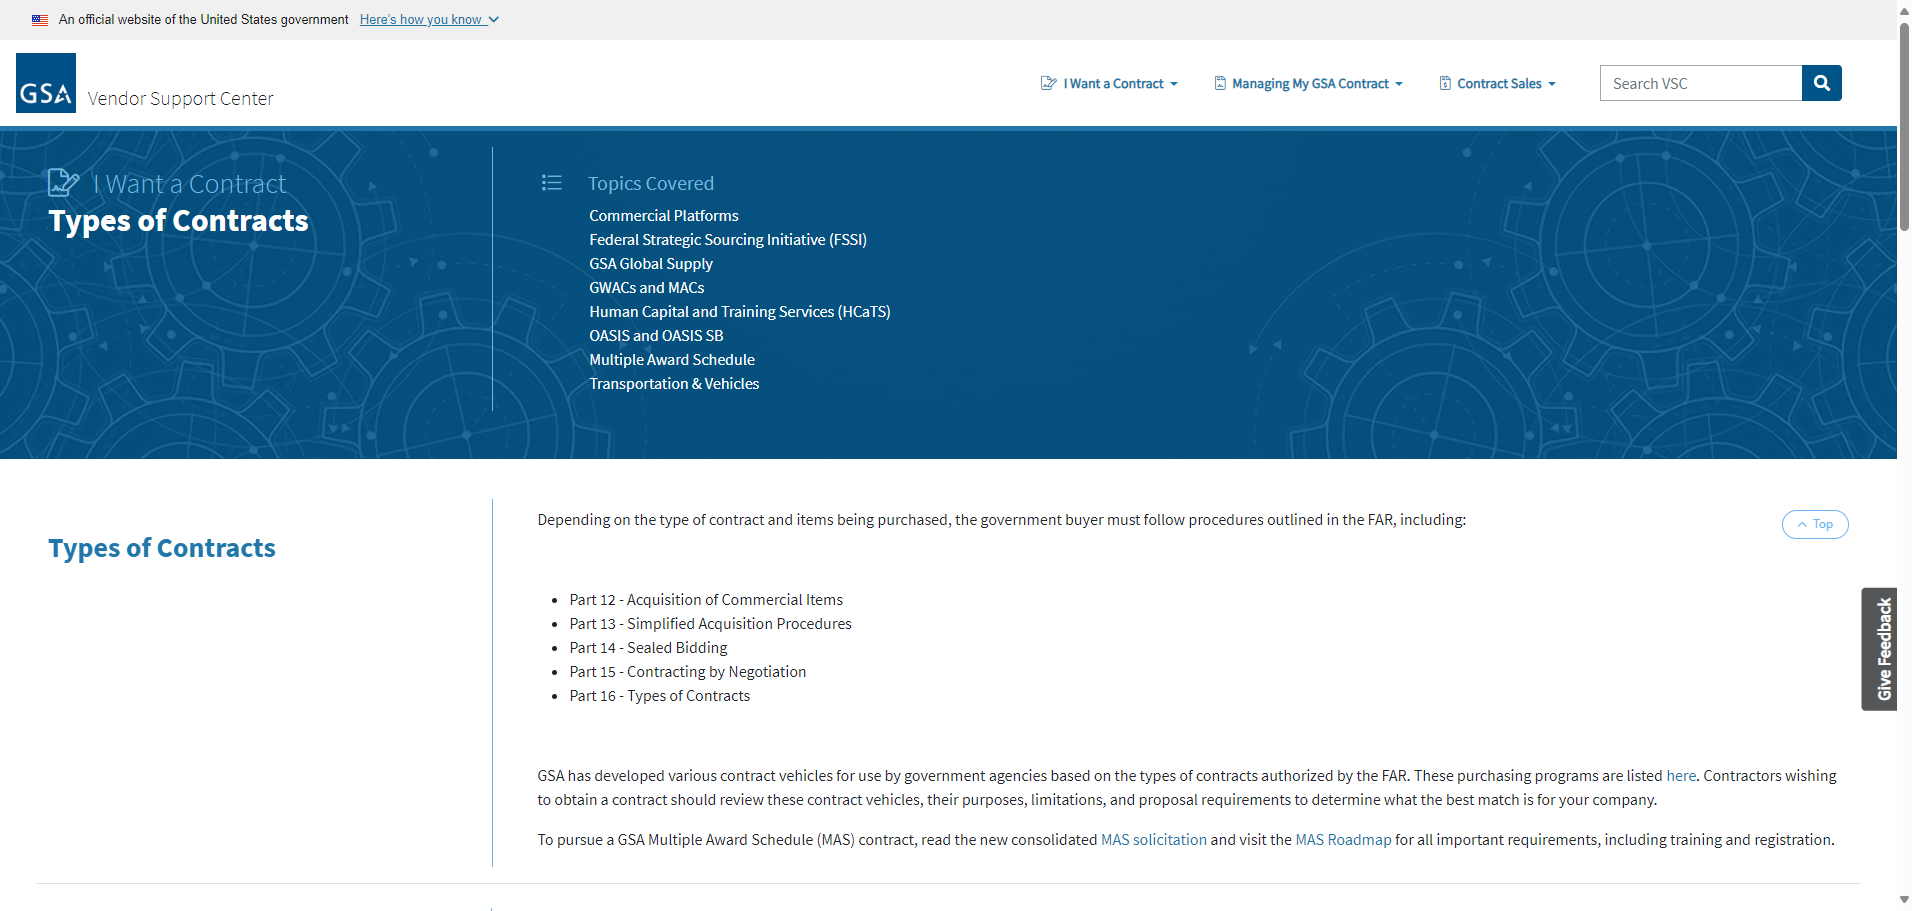 An official website of the United States government Here's how you know
GSA Vendor Support Center
I Want a Contract
Managing My GSA Contract
Contract Sales
Search VSC
I Want a Contract
Types of Contracts
Topics Covered
Commercial Platforms
Federal Strategic Sourcing Initiative (FSSI)
GSA Global Supply
GWACs and MACs
Human Capital and Training Services (HCaTS)
OASIS and OASIS SB
Multiple Award Schedule
Transportation & Vehicles
Types of Contracts
Depending on the type of contract and items being purchased, the government buyer must follow procedures outlined in the FAR, including:
Top
• Part 12 - Acquisition of Commercial Items
• Part 13 - Simplified Acquisition Procedures
• Part 14 - Sealed Bidding
• Part 15 - Contracting by Negotiation
• Part 16 - Types of Contracts
Give Feedback
GSA has developed various contract vehicles for use by government agencies based on the types of contracts authorized by the FAR. These purchasing programs are listed here. Contractors wishing
to obtain a contract should review these contract vehicles, their purposes, limitations, and proposal requirements to determine what the best match is for your company.
To pursue a GSA Multiple Award Schedule (MAS) contract, read the new consolidated MAS solicitation and visit the MAS Roadmap for all important requirements, including training and registration.